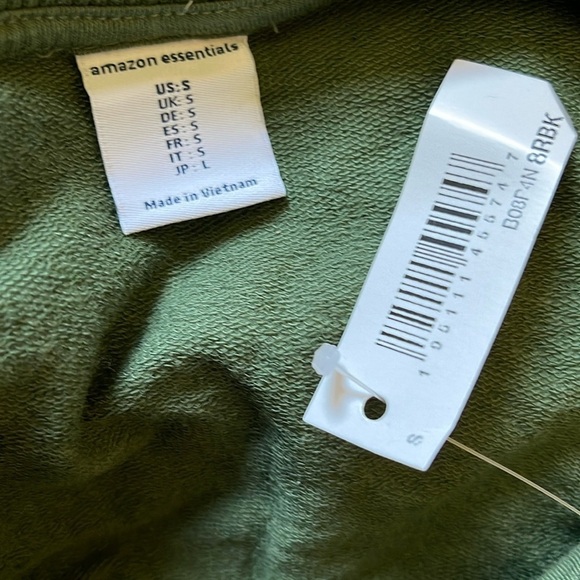 amazon essentials
US: S
UK: S
DE: S
ES: S
FR: S
IT : S
JP: L
Made in Vietnam
B08P4N 8RBK
S